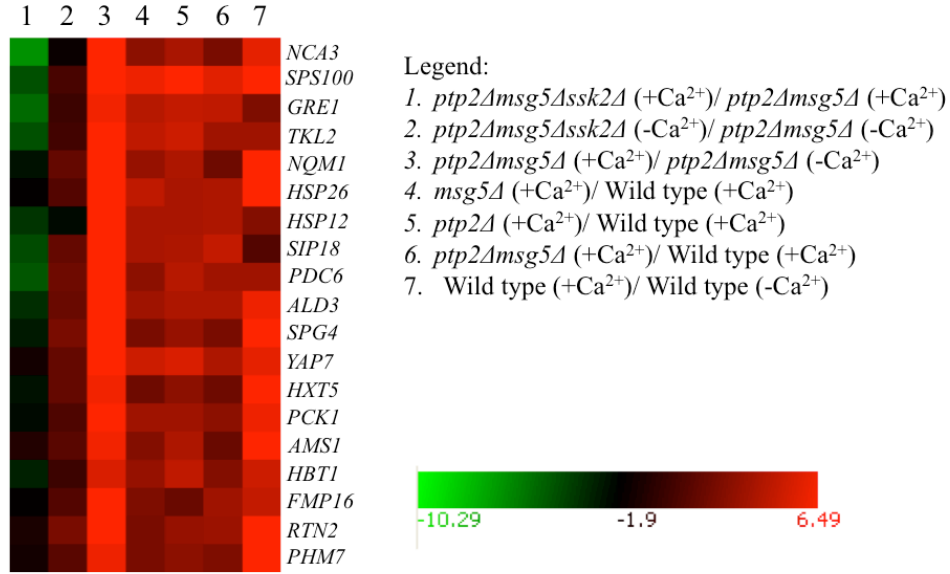 1 2 3 4 5 6 7
NCA3
SPS100
GRE1
TKL2
NQM1
HSP26
HSP12
SIP18
PDC6
ALD3
SPG4
YAP7
HXT5
PCK1
AMS1
HBT1
FMP16
RTN2
PHM7
Legend:
1. ptp2Δmsg5Δssk2Δ (+Ca²⁺)/ ptp2Δmsg5Δ (+Ca²⁺)
2. ptp2Δmsg5Δssk2Δ (-Ca²⁺)/ ptp2Δmsg5Δ (-Ca²⁺)
3. ptp2Δmsg5Δ (+Ca²⁺)/ ptp2Δmsg5Δ (-Ca²⁺)
4. msg5Δ (+Ca²⁺)/ Wild type (+Ca²⁺)
5. ptp2Δ (+Ca²⁺)/ Wild type (+Ca²⁺)
6. ptp2Δmsg5Δ (+Ca²⁺)/ Wild type (+Ca²⁺)
7. Wild type (+Ca²⁺)/ Wild type (-Ca²⁺)
-10.29 -1.9 6.49